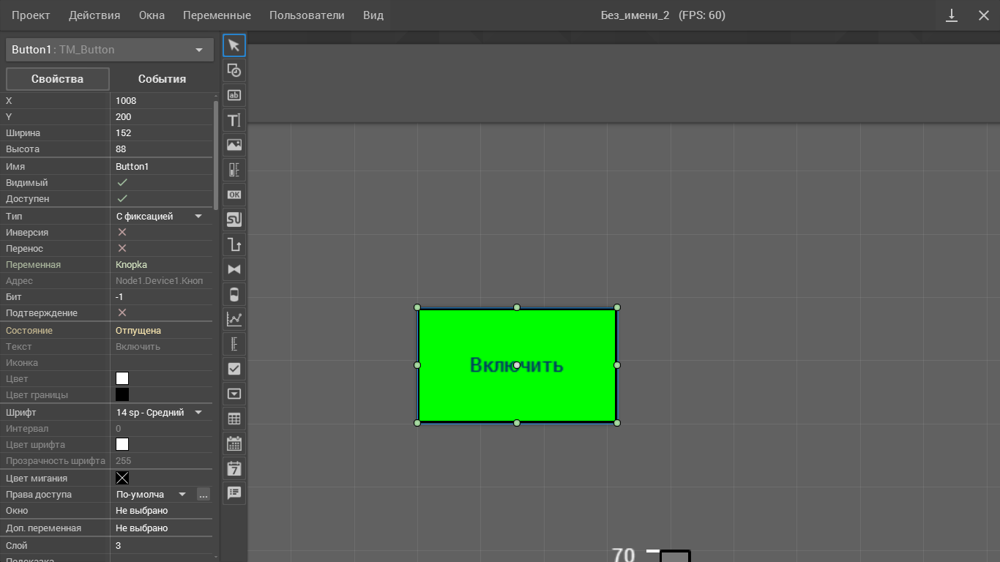 Проект Действия Окна Переменные Пользователи Вид Без_имени_2 (FPS: 60)
Button1 : TM_Button
Свойства События
X 1008
Y 200
Ширина 152
Высота 88
Имя Button1
Видимый
Доступен
Тип С фиксацией
Инверсия
Перенос
Переменная Knopka
Адрес Node1.Device1.Кноп
Бит -1
Подтверждение
Состояние Отпущена
Текст Включить
Иконка
Цвет
Цвет границы
Шрифт 14 sp - Средний
Интервал 0
Цвет шрифта
Прозрачность шрифта 255
Цвет мигания
Права доступа По-умолча ...
Окно Не выбрано
Доп. переменная Не выбрано
Слой 3
Подсказка
ab
T
OK
7
Включить
70